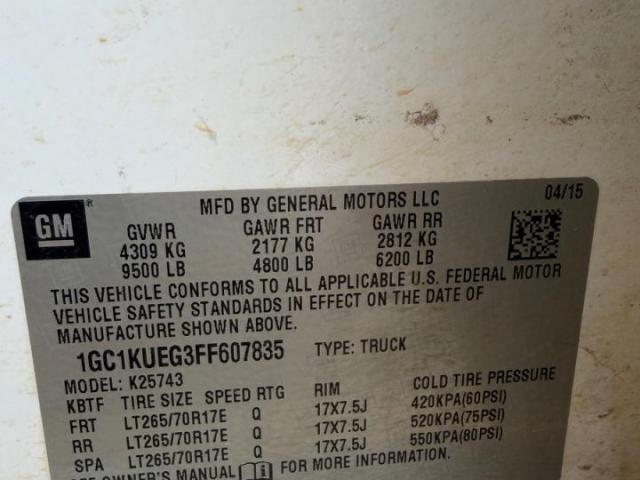 GM ®
MFD BY GENERAL MOTORS LLC 04/15
GVWR GAWR FRT GAWR RR
4309 KG 2177 KG 2812 KG
9500 LB 4800 LB 6200 LB
THIS VEHICLE CONFORMS TO ALL APPLICABLE U.S. FEDERAL MOTOR
VEHICLE SAFETY STANDARDS IN EFFECT ON THE DATE OF
MANUFACTURE SHOWN ABOVE.
1GC1KUEG3FF607835 TYPE: TRUCK
MODEL: K25743
KBTF TIRE SIZE SPEED RTG RIM COLD TIRE PRESSURE
FRT LT265/70R17E Q 17X7.5J 420KPA(60PSI)
RR LT265/70R17E Q 17X7.5J 520KPA(75PSI)
SPA LT265/70R17E Q 17X7.5J 550KPA(80PSI)
SEE OWNER'S MANUAL FOR MORE INFORMATION.